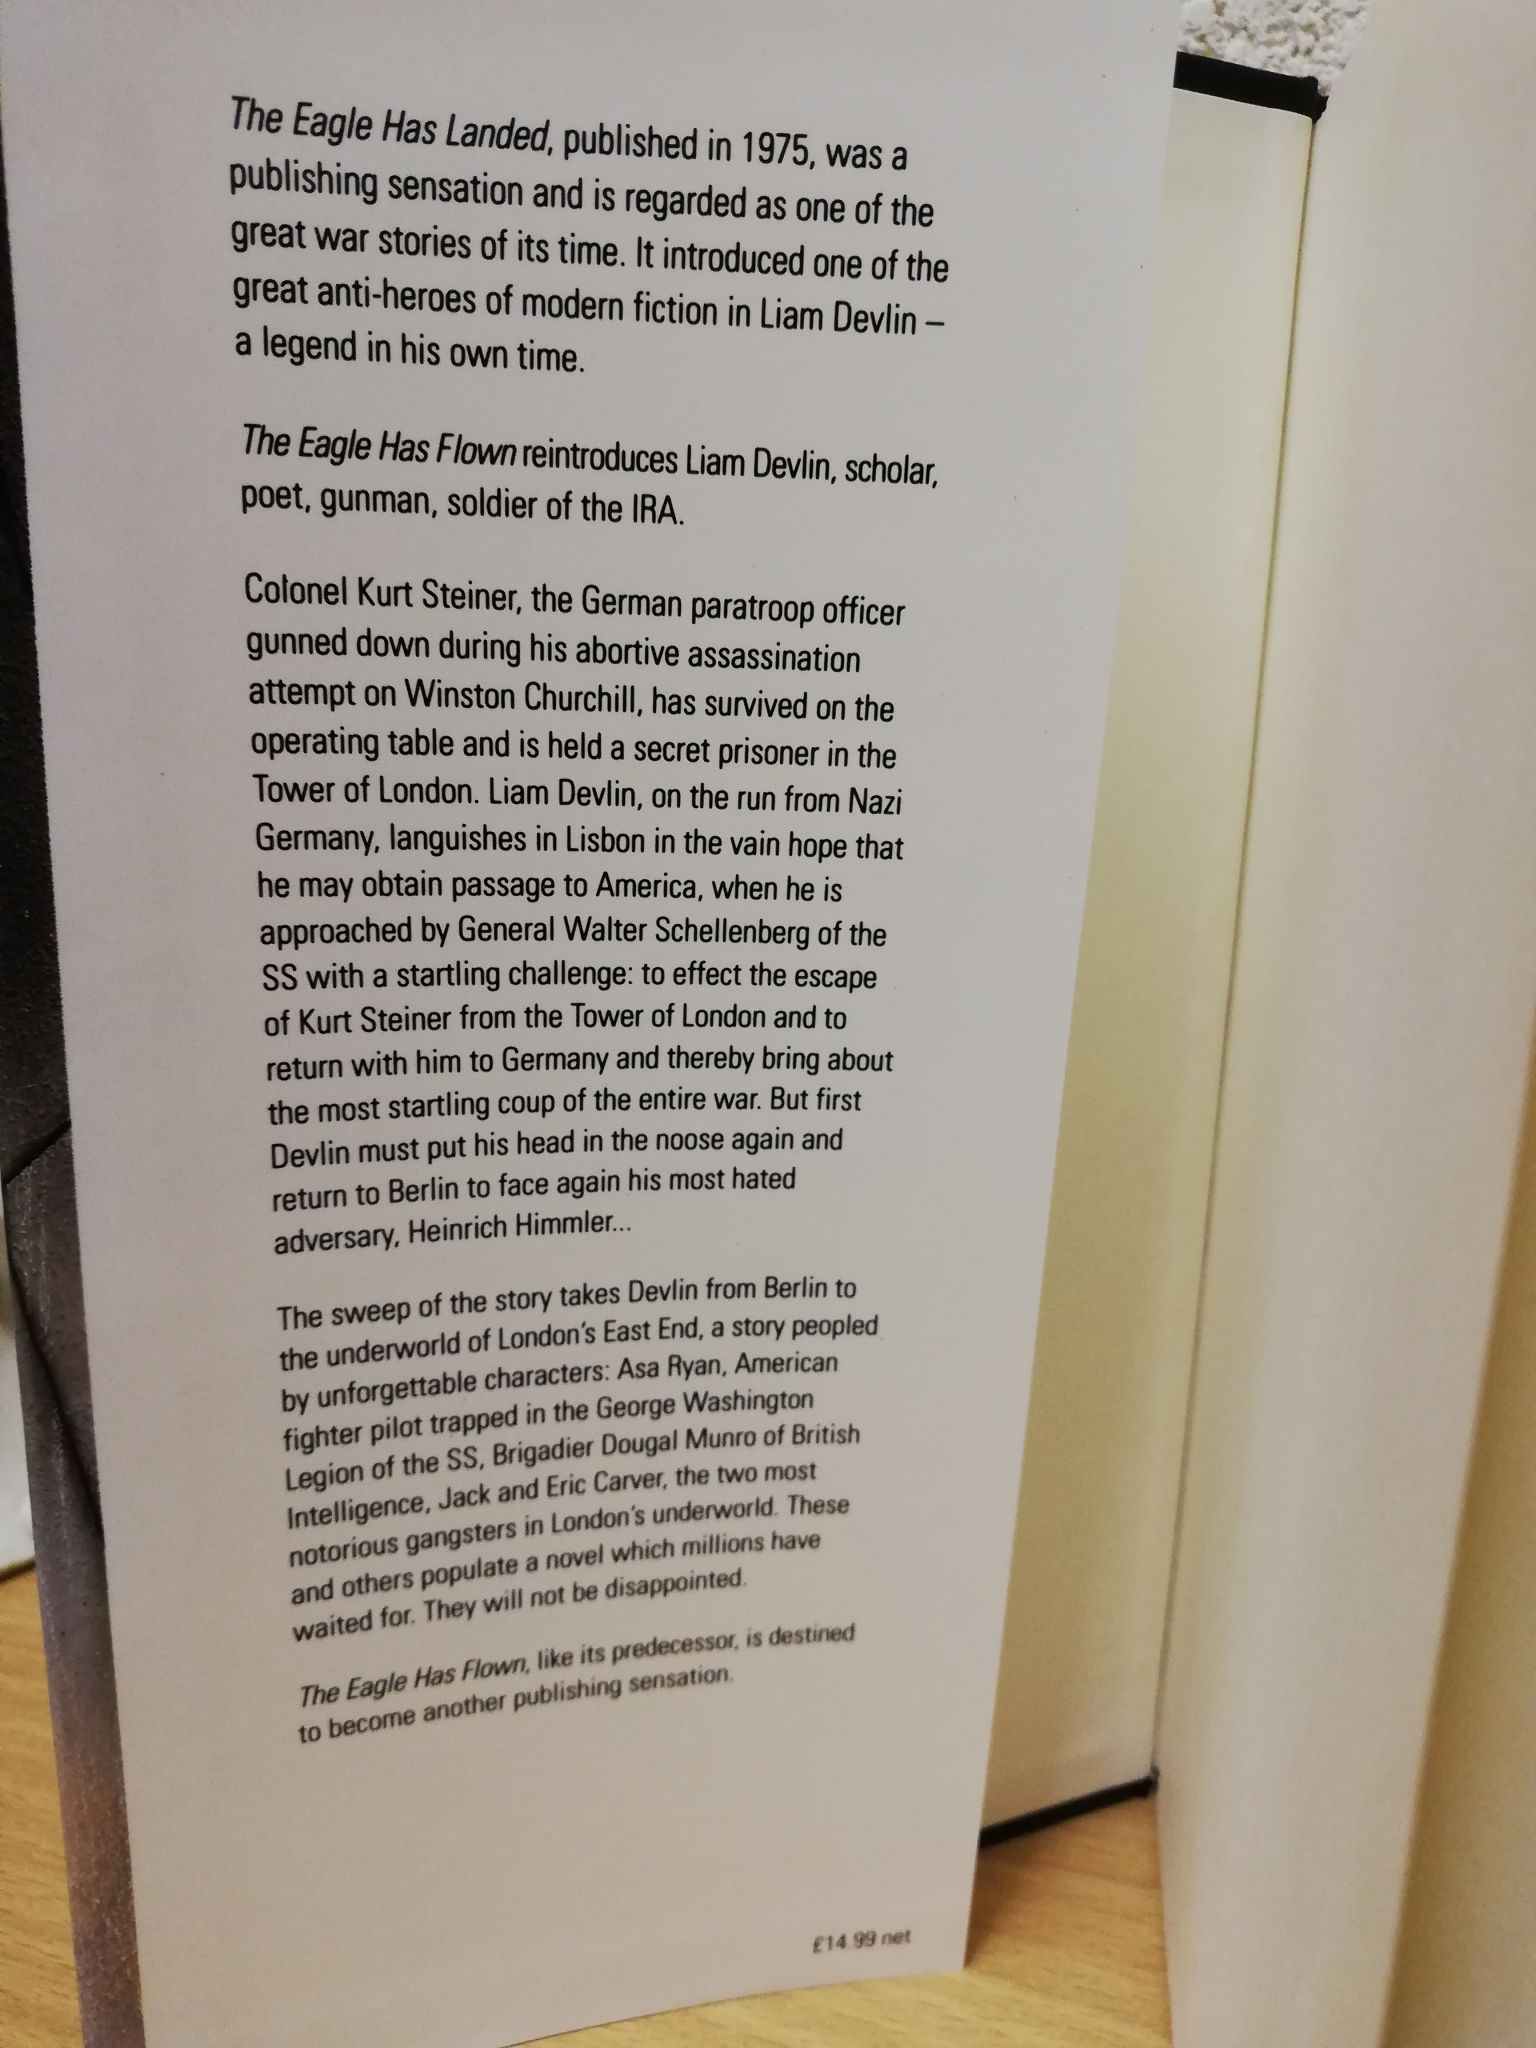 The Eagle Has Landed, published in 1975, was a
publishing sensation and is regarded as one of the
great war stories of its time. It introduced one of the
great anti-heroes of modern fiction in Liam Devlin –
a legend in his own time.
The Eagle Has Flown reintroduces Liam Devlin, scholar,
poet, gunman, soldier of the IRA.
Colonel Kurt Steiner, the German paratroop officer
gunned down during his abortive assassination
attempt on Winston Churchill, has survived on the
operating table and is held a secret prisoner in the
Tower of London. Liam Devlin, on the run from Nazi
Germany, languishes in Lisbon in the vain hope that
he may obtain passage to America, when he is
approached by General Walter Schellenberg of the
SS with a startling challenge: to effect the escape
of Kurt Steiner from the Tower of London and to
return with him to Germany and thereby bring about
the most startling coup of the entire war. But first
Devlin must put his head in the noose again and
return to Berlin to face again his most hated
adversary, Heinrich Himmler...
The sweep of the story takes Devlin from Berlin to
the underworld of London's East End, a story peopled
by unforgettable characters: Asa Ryan, American
fighter pilot trapped in the George Washington
Legion of the SS, Brigadier Dougal Munro of British
Intelligence, Jack and Eric Carver, the two most
notorious gangsters in London's underworld. These
and others populate a novel which millions have
waited for. They will not be disappointed.
The Eagle Has Flown, like its predecessor, is destined
to become another publishing sensation.
£14.99 net